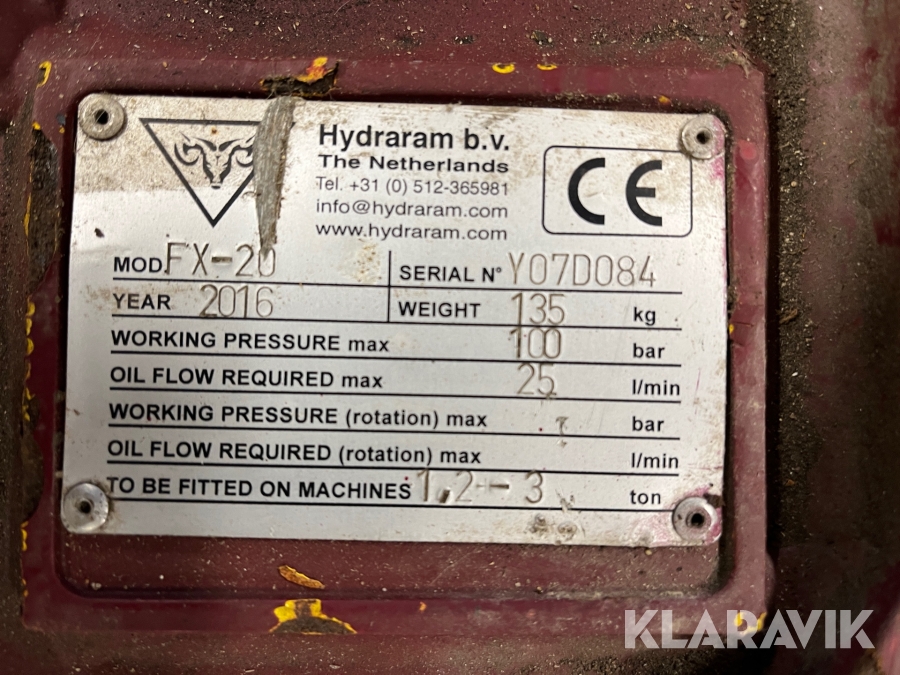 Hydraram b.v.
The Netherlands
Tel. +31 (0) 512-365981
info@hydraram.com
www.hydraram.com
CE
MOD. FX-20
SERIAL N° Y07D084
YEAR 2016
WEIGHT 135 kg
WORKING PRESSURE max 100 bar
OIL FLOW REQUIRED max 25 l/min
WORKING PRESSURE (rotation) max bar
OIL FLOW REQUIRED (rotation) max l/min
TO BE FITTED ON MACHINES 1,2-3 ton
KLARAVIK